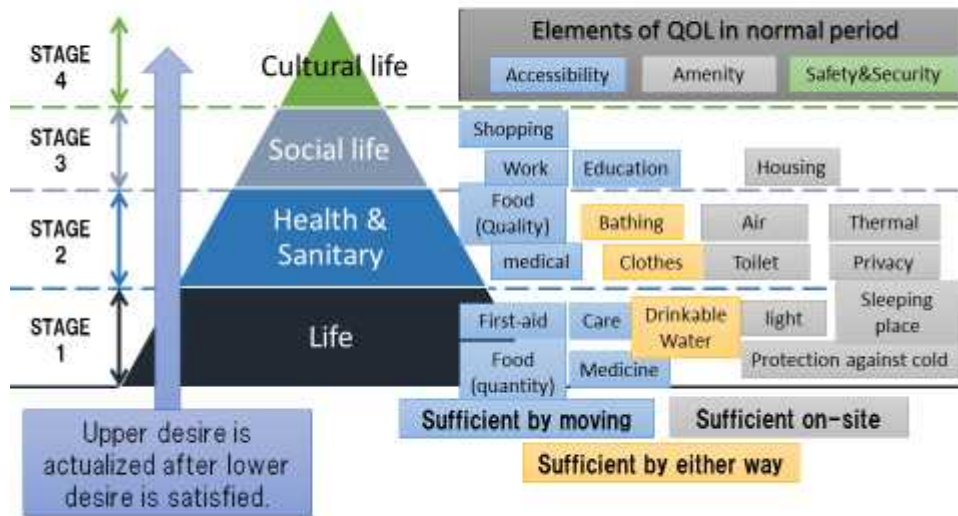 STAGE
4
Cultural life
Elements of QOL in normal period
Accessibility
Amenity
Safety&Security
STAGE
3
Social life
Shopping
Work
Education
Housing
STAGE
2
Health &
Sanitary
Food
(Quality)
Bathing
Air
Thermal
medical
Clothes
Toilet
Privacy
STAGE
1
Life
First-aid
Care
Drinkable
Water
light
Sleeping
place
Food
(quantity)
Medicine
Protection against cold
Upper desire is
actualized after lower
desire is satisfied.
Sufficient by moving
Sufficient on-site
Sufficient by either way